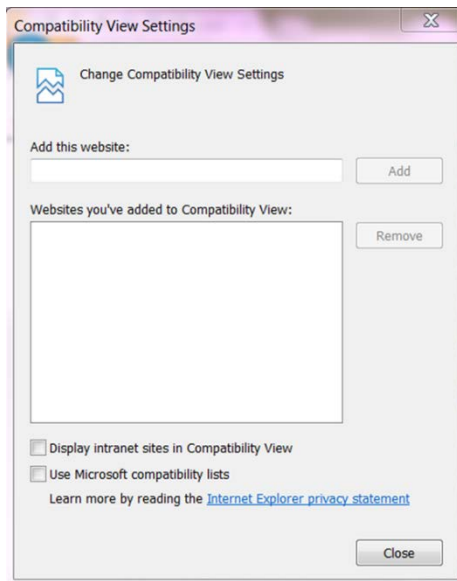 Compatibility View Settings
Change Compatibility View Settings
Add this website:
Add
Websites you've added to Compatibility View:
Remove
Display intranet sites in Compatibility View
Use Microsoft compatibility lists
Learn more by reading the Internet Explorer privacy statement
Close